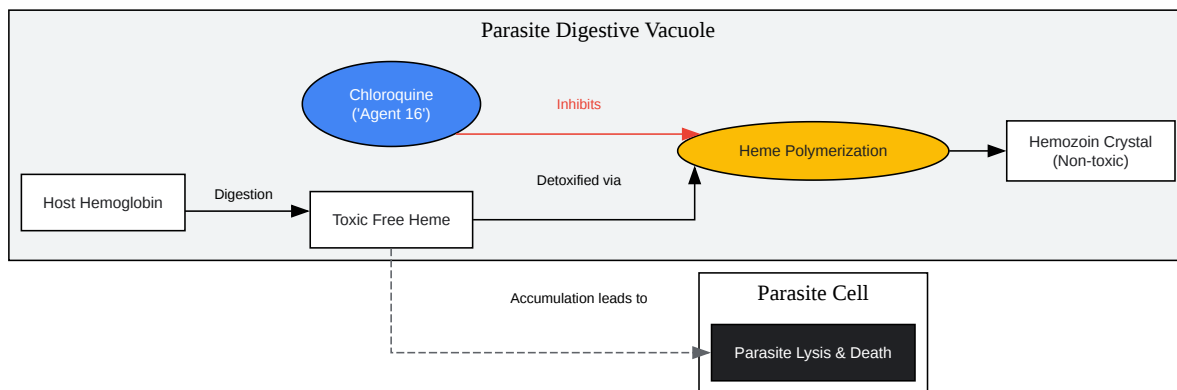 Parasite Digestive Vacuole
Chloroquine
('Agent 16')
Inhibits
Heme Polymerization
Hemozoin Crystal
(Non-toxic)
Host Hemoglobin
Digestion
Toxic Free Heme
Detoxified via
Accumulation leads to
Parasite Cell
Parasite Lysis & Death